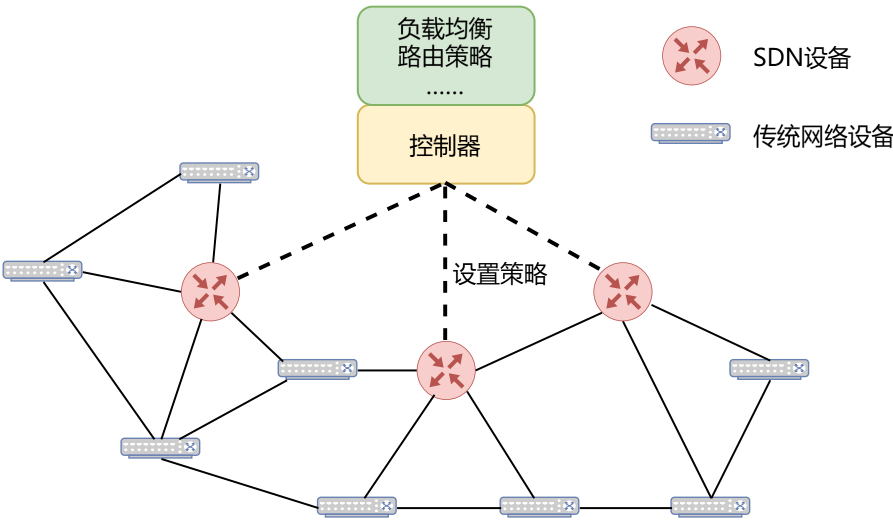 负载均衡
路由策略
......
控制器
SDN设备
传统网络设备
设置策略